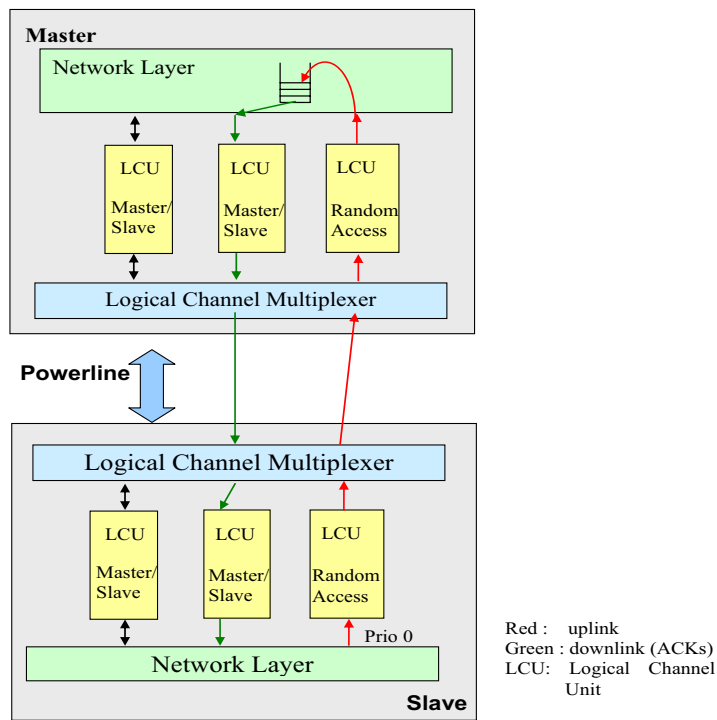 Master
Network Layer
LCU
Master/
Slave
LCU
Master/
Slave
LCU
Random
Access
Logical Channel Multiplexer
Powerline
Logical Channel Multiplexer
LCU
Master/
Slave
LCU
Master/
Slave
LCU
Random
Access
Prio 0
Network Layer
Slave
Red : uplink
Green : downlink (ACKs)
LCU: Logical Channel
Unit